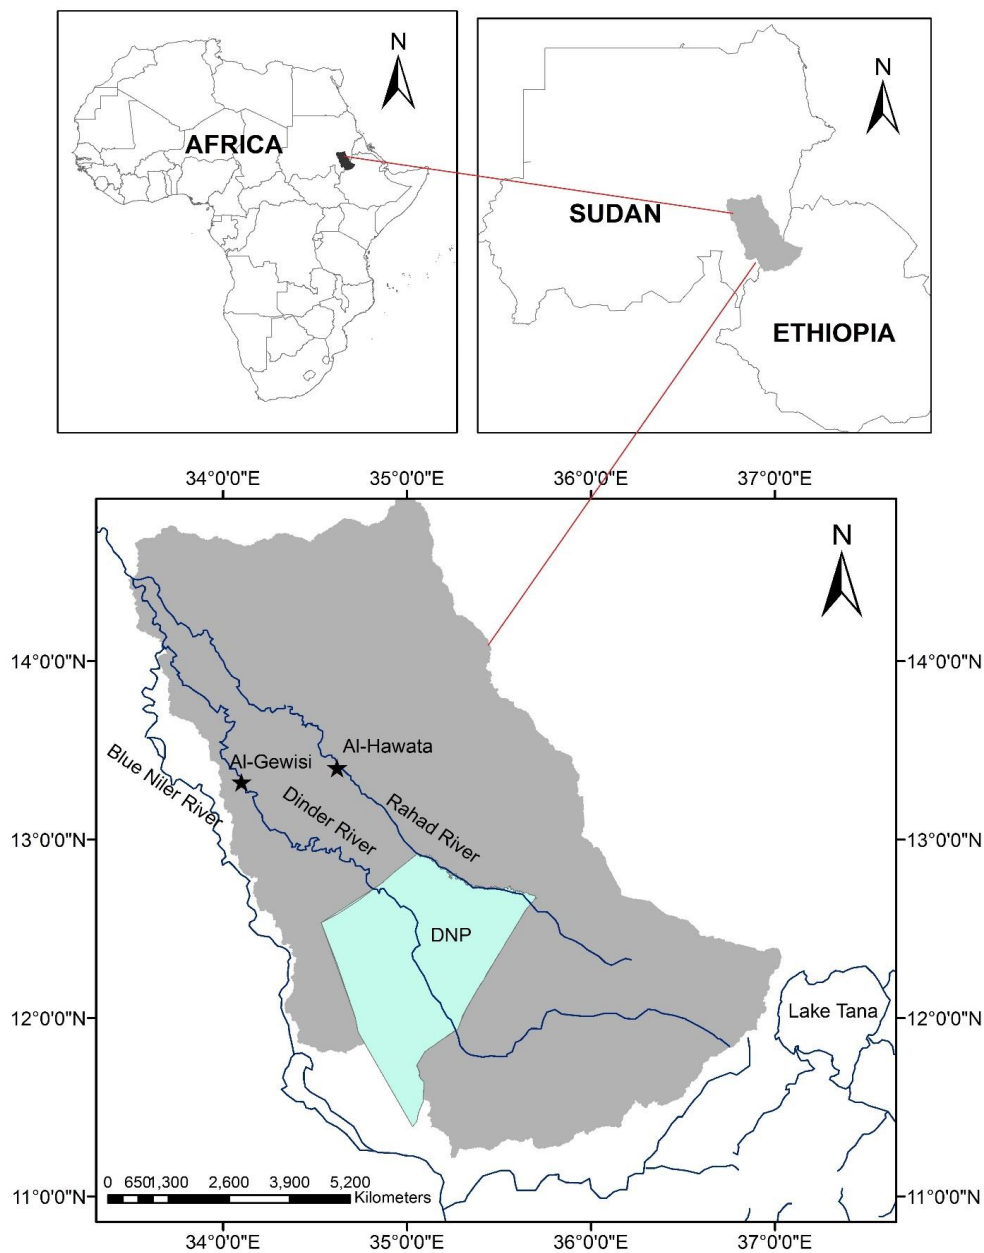 N
AFRICA
N
SUDAN
ETHIOPIA
34°0'0"E 35°0'0"E 36°0'0"E 37°0'0"E
N
14°0'0"N 14°0'0"N
Al-Hawata
Al-Gewisi
Blue Niler River
Dinder River
Rahad River
13°0'0"N 13°0'0"N
DNP
Lake Tana
12°0'0"N 12°0'0"N
0 650 1,300 2,600 3,900 5,200
Kilometers
11°0'0"N 11°0'0"N
34°0'0"E 35°0'0"E 36°0'0"E 37°0'0"E